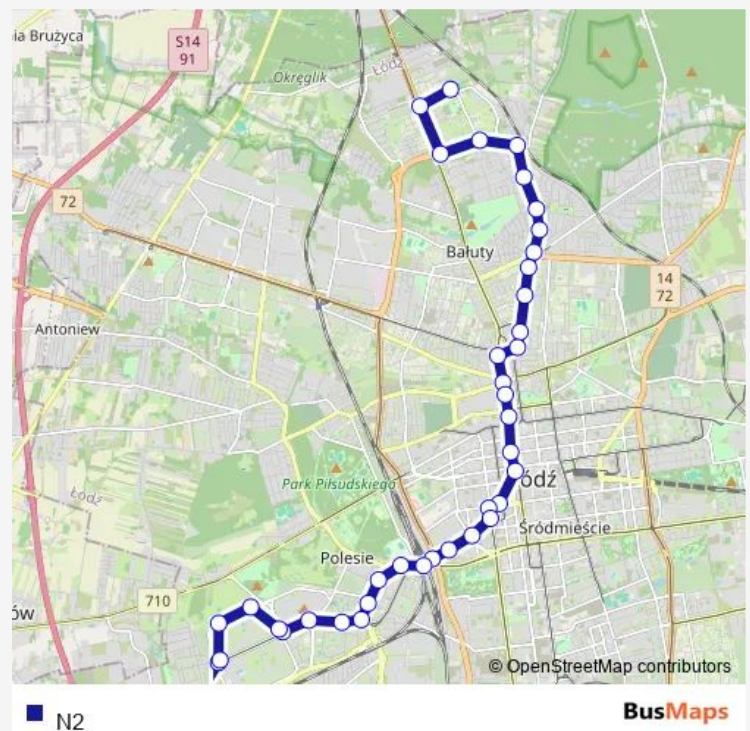 ia Brużyca
S14
91
Okręglik
Łódź
72
Bałuty
14
72
Antoniew
Park Piłsudskiego
ódź
Łódź
Śródmieście
Polesie
710
ów
© OpenStreetMap contributors
N2
BusMaps